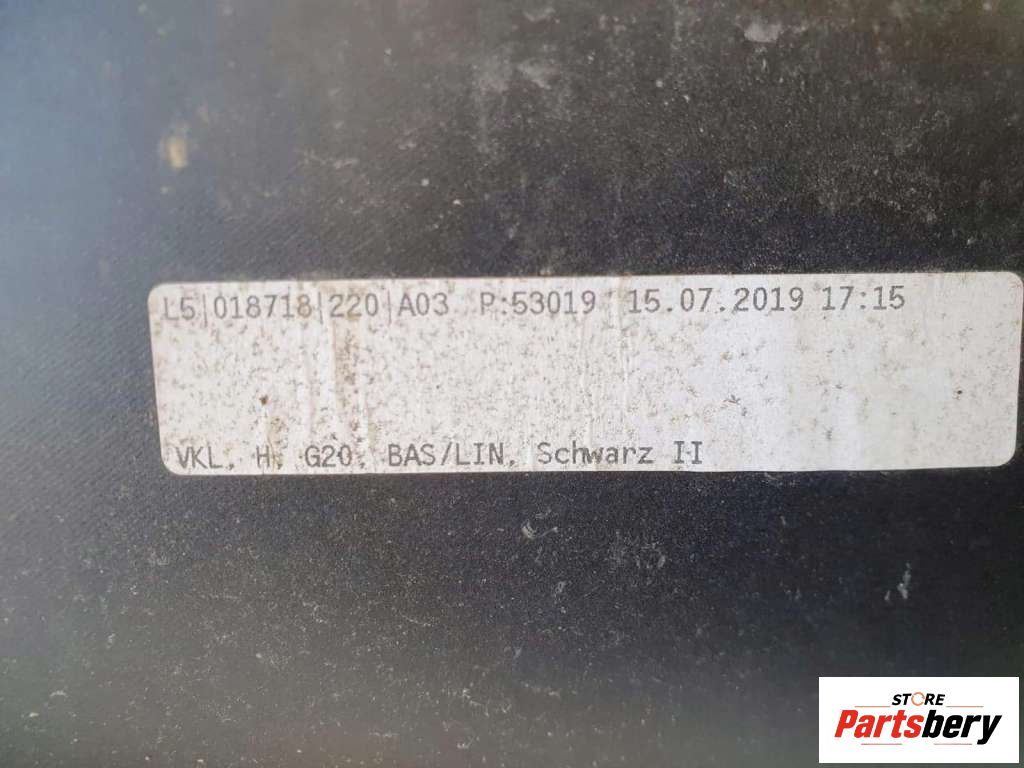 L5|018718|220|A03 P:53019 15.07.2019 17:15
VKL. H. G20. BAS/LIN. Schwarz II
STORE
Partsbery